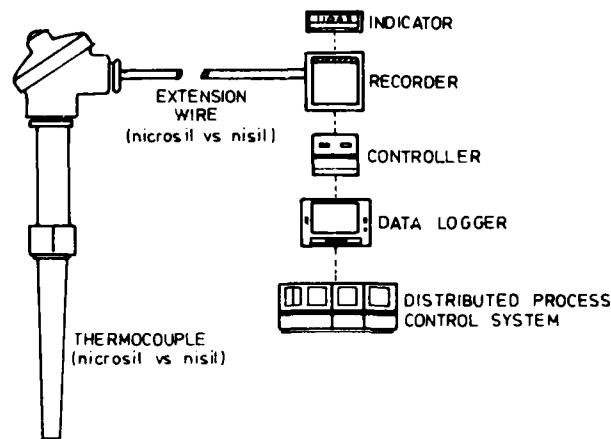 INDICATOR
RECORDER
EXTENSION
WIRE
(nicrosil vs nisil)
CONTROLLER
DATA LOGGER
DISTRIBUTED PROCESS
CONTROL SYSTEM
THERMOCOUPLE
(nicrosil vs nisil)